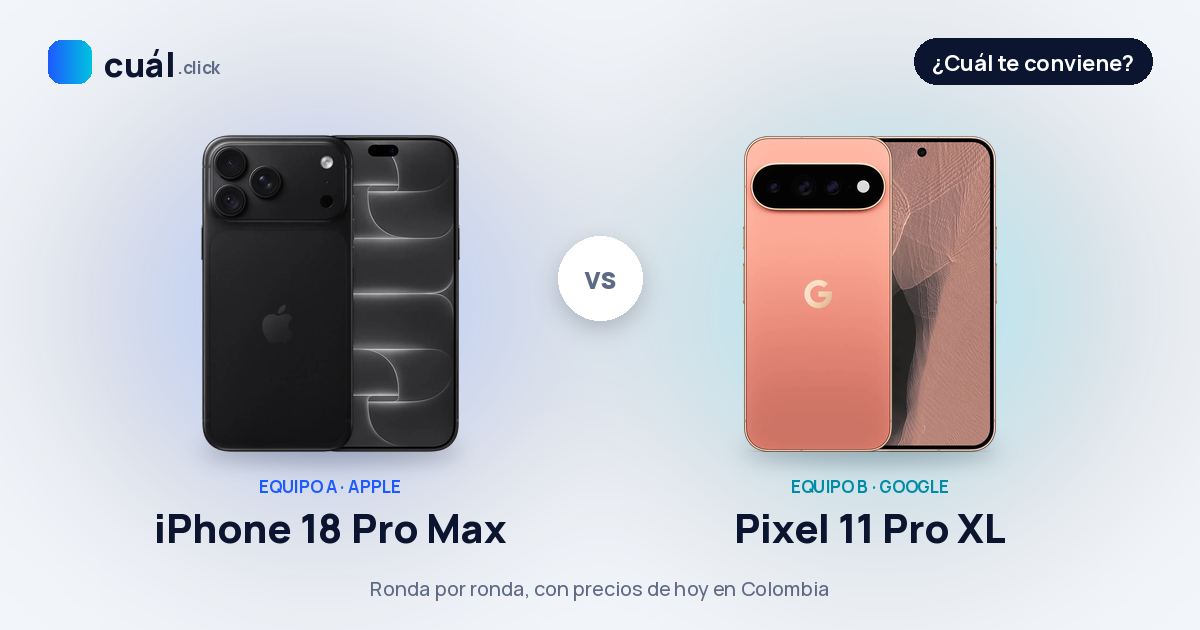 cuál.click
¿Cuál te conviene?
vs
EQUIPO A · APPLE
iPhone 18 Pro Max
EQUIPO B · GOOGLE
Pixel 11 Pro XL
Ronda por ronda, con precios de hoy en Colombia